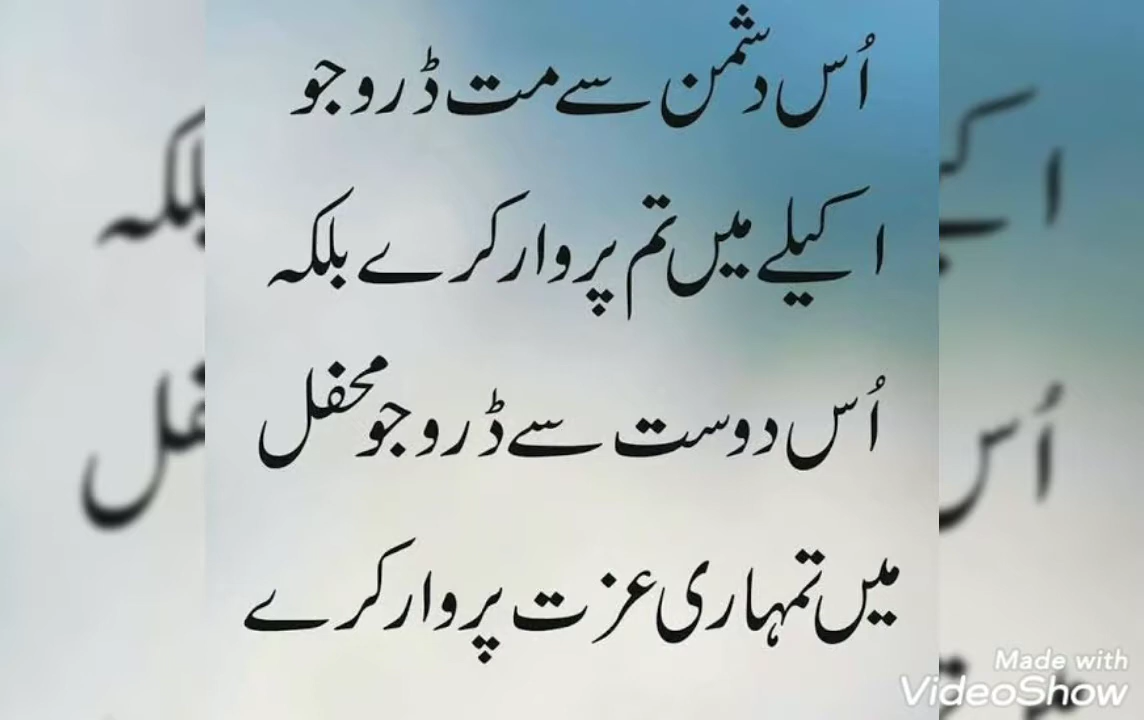 اُس دشمن سے مت ڈرو جو
اکیلے میں تم پر وار کرے بلکہ
اُس دوست سے ڈرو جو محفل
میں تمہاری عزت پر وار کرے
Made with
VideoShow